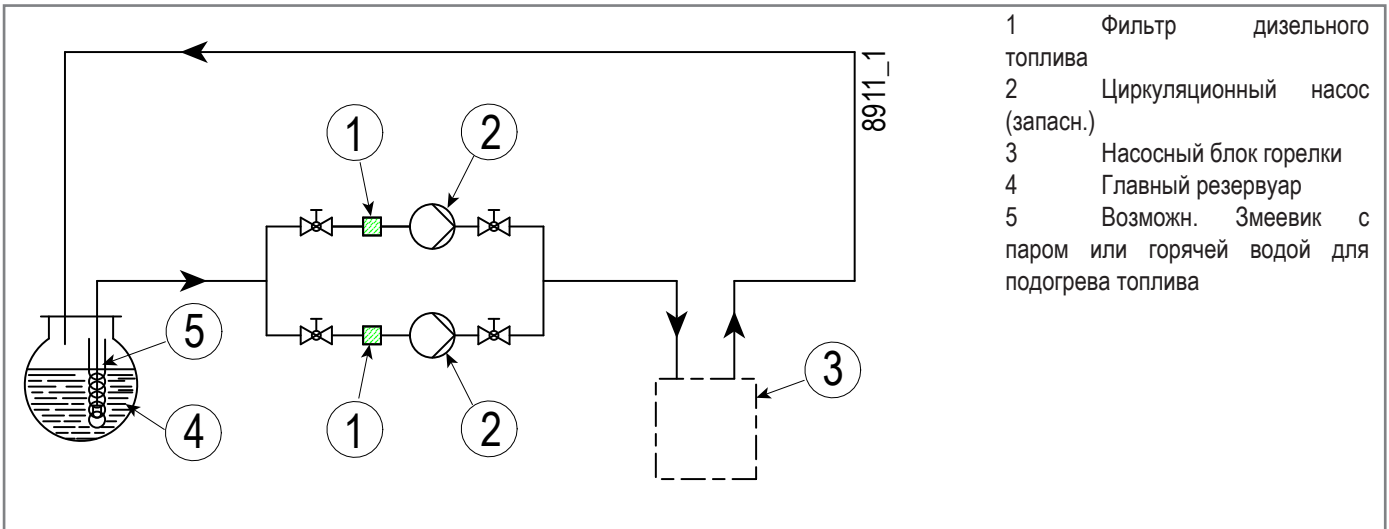 8911_1
1
2
5
4
1
2
3
1 Фильтр дизельного
топлива
2 Циркуляционный насос
(запасн.)
3 Насосный блок горелки
4 Главный резервуар
5 Возможн. Змеевик с
паром или горячей водой для
подогрева топлива